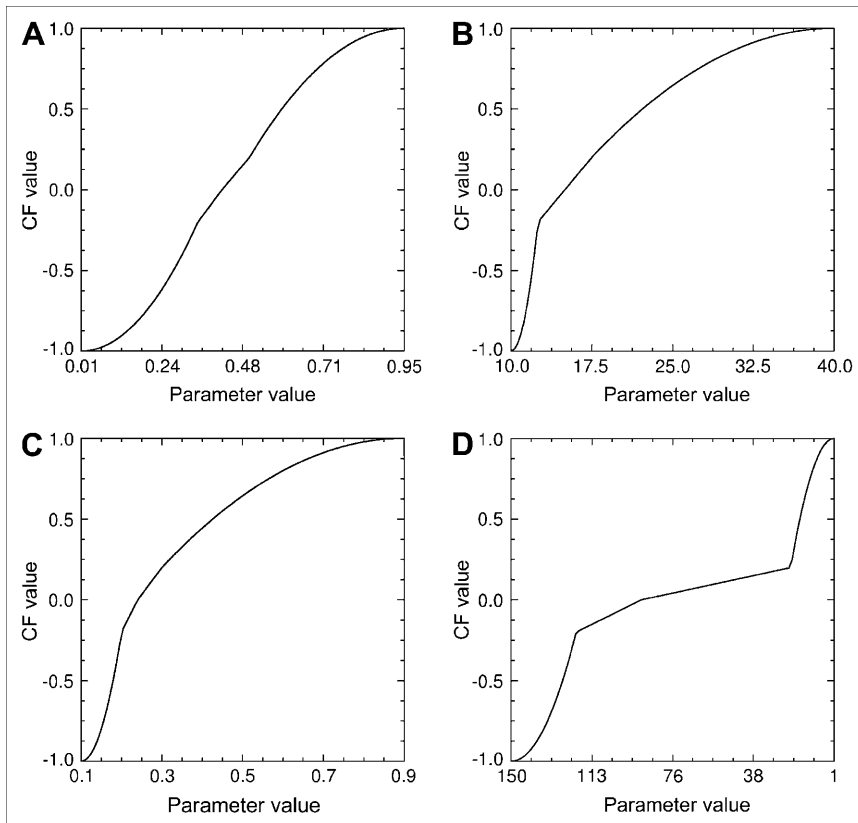 A
CF value
1.0
0.5
0.0
-0.5
-1.0
0.01 0.24 0.48 0.71 0.95
Parameter value
B
CF value
1.0
0.5
0.0
-0.5
-1.0
10.0 17.5 25.0 32.5 40.0
Parameter value
C
CF value
1.0
0.5
0.0
-0.5
-1.0
0.1 0.3 0.5 0.7 0.9
Parameter value
D
CF value
1.0
0.5
0.0
-0.5
-1.0
150 113 76 38 1
Parameter value